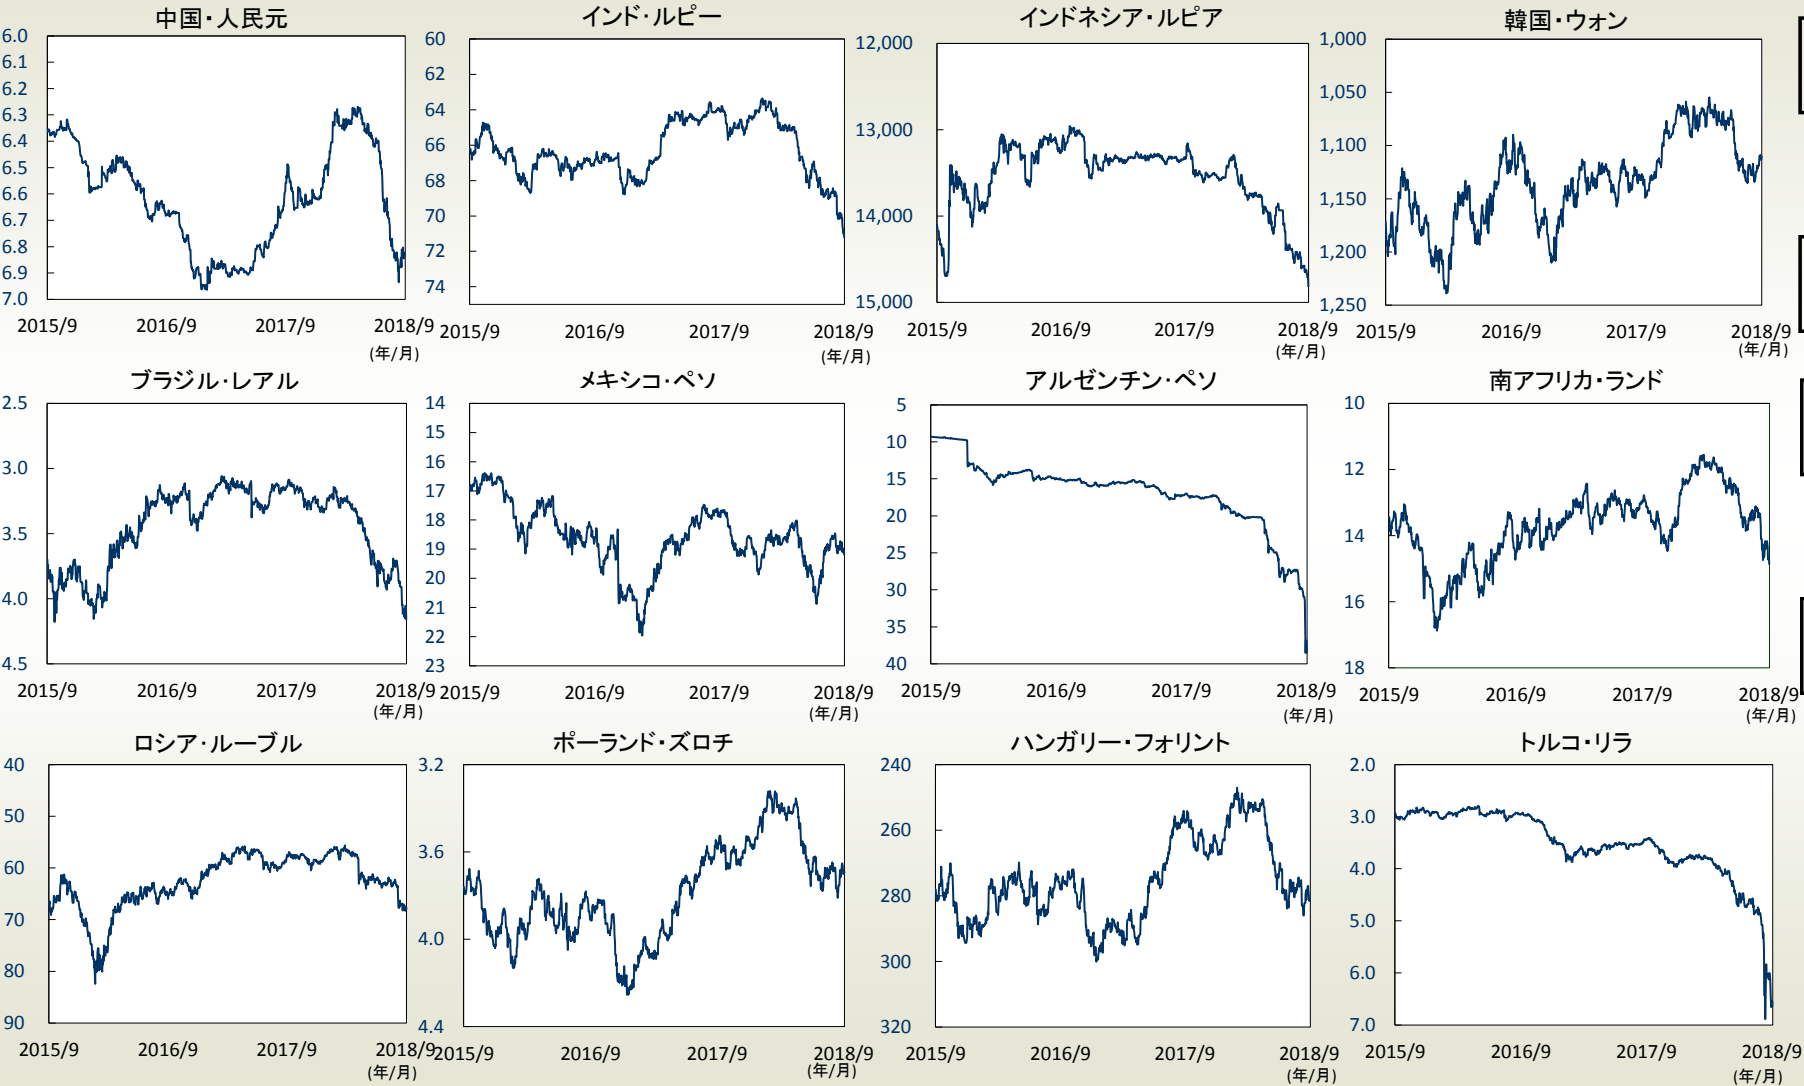 中国・人民元
6.0
6.1
6.2
6.3
6.4
6.5
6.6
6.7
6.8
6.9
7.0
2015/9 2016/9 2017/9 2018/9
(年/月)
インド・ルピー
60
62
64
66
68
70
72
74
2015/9 2016/9 2017/9 2018/9
(年/月)
インドネシア・ルピア
12,000
13,000
14,000
15,000
2015/9 2016/9 2017/9 2018/9
(年/月)
韓国・ウォン
1,000
1,050
1,100
1,150
1,200
1,250
2015/9 2016/9 2017/9 2018/9
(年/月)
ブラジル・レアル
2.5
3.0
3.5
4.0
4.5
2015/9 2016/9 2017/9 2018/9
(年/月)
メキシコ・ペソ
14
15
16
17
18
19
20
21
22
23
2015/9 2016/9 2017/9 2018/9
(年/月)
アルゼンチン・ペソ
5
10
15
20
25
30
35
40
2015/9 2016/9 2017/9 2018/9
(年/月)
南アフリカ・ランド
10
12
14
16
18
2015/9 2016/9 2017/9 2018/9
(年/月)
ロシア・ルーブル
40
50
60
70
80
90
2015/9 2016/9 2017/9 2018/9
(年/月)
ポーランド・ズロチ
3.2
3.6
4.0
4.4
2015/9 2016/9 2017/9 2018/9
(年/月)
ハンガリー・フォリント
240
260
280
300
320
2015/9 2016/9 2017/9 2018/9
(年/月)
トルコ・リラ
2.0
3.0
4.0
5.0
6.0
7.0
2015/9 2016/9 2017/9 2018/9
(年/月)